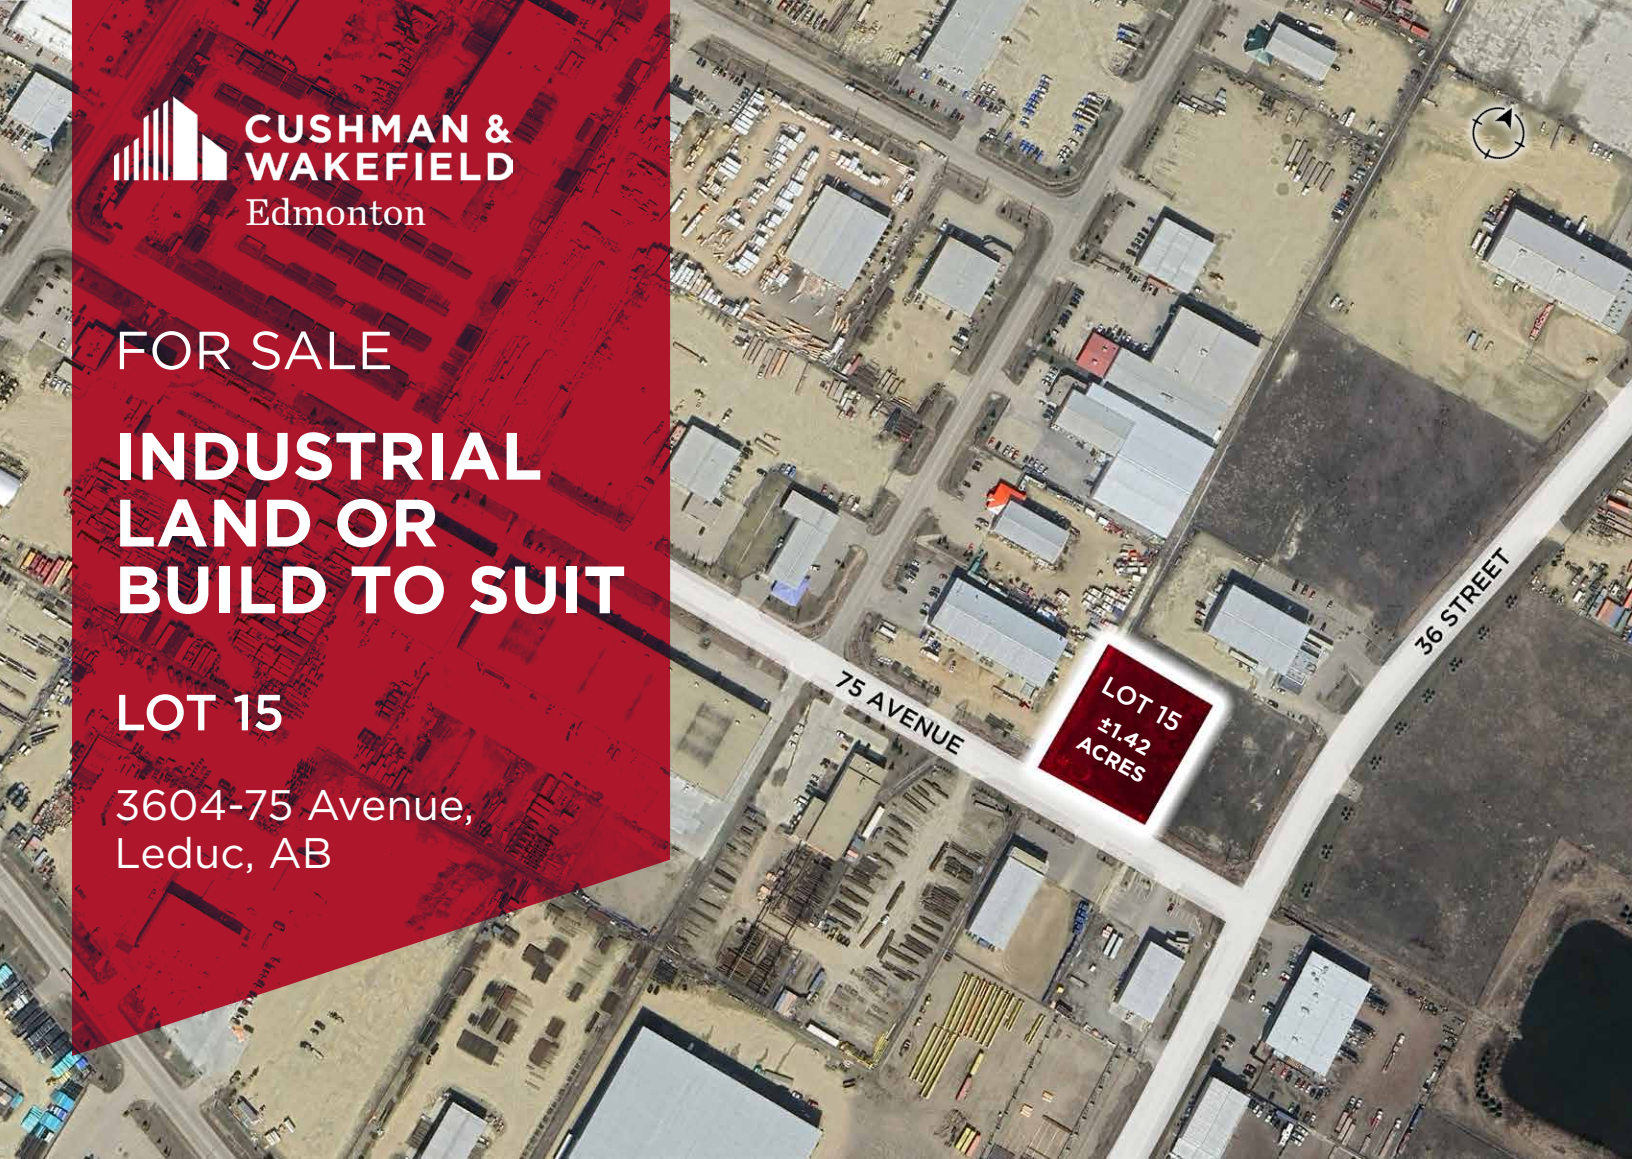 CUSHMAN &
WAKEFIELD
Edmonton
FOR SALE
INDUSTRIAL
LAND OR
BUILD TO SUIT
LOT 15
3604-75 Avenue,
Leduc, AB
75 AVENUE
LOT 15
±1.42
ACRES
36 STREET